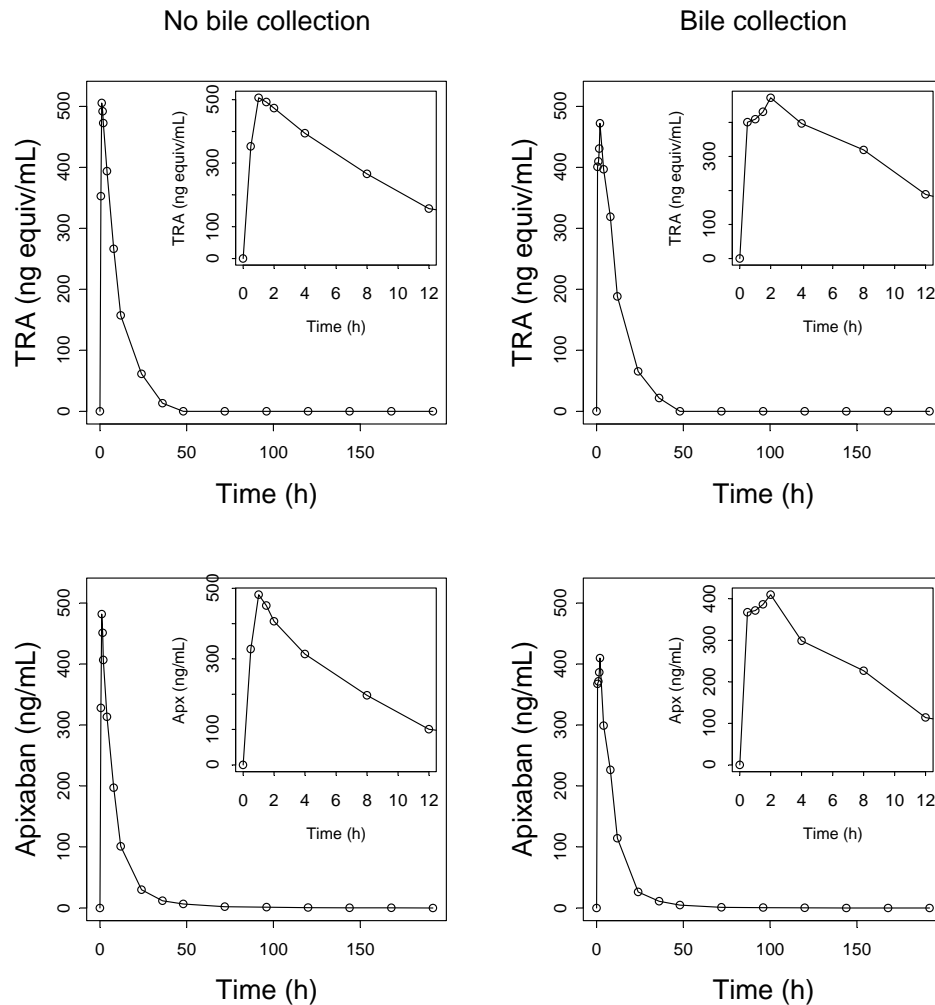 No bile collection
Bile collection
TRA (ng equiv/mL)
0 100 200 300 400 500
0 50 100 150
Time (h)
TRA (ng equiv/mL)
0 100 300 500
0 2 4 6 8 10 12
Time (h)
TRA (ng equiv/mL)
0 100 200 300 400 500
0 50 100 150
Time (h)
TRA (ng equiv/mL)
0 100 300
0 2 4 6 8 10 12
Time (h)
Apixaban (ng/mL)
0 100 200 300 400 500
0 50 100 150
Time (h)
Apx (ng/mL)
0 100 300 500
0 2 4 6 8 10 12
Time (h)
Apixaban (ng/mL)
0 100 200 300 400 500
0 50 100 150
Time (h)
Apx (ng/mL)
0 100 200 300 400
0 2 4 6 8 10 12
Time (h)